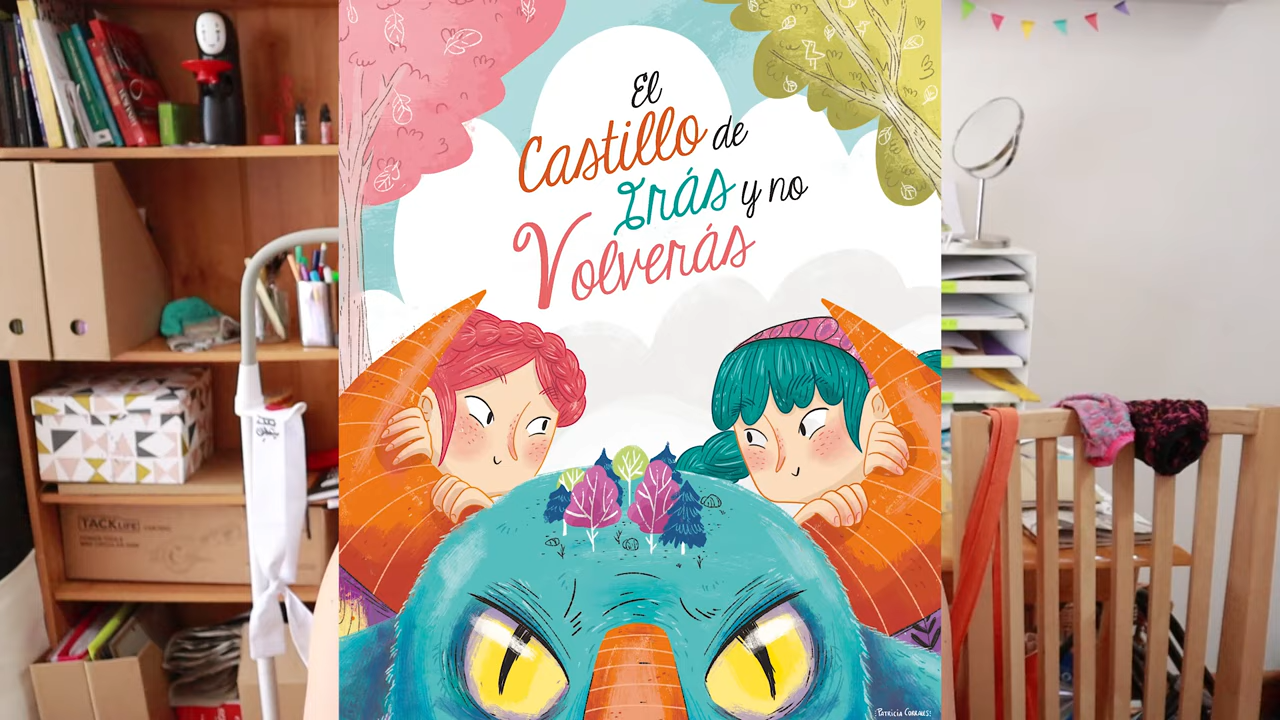 El
Castillo de
Irás y no
Volverás
TACKLIFE
PATRICIA CORRALES